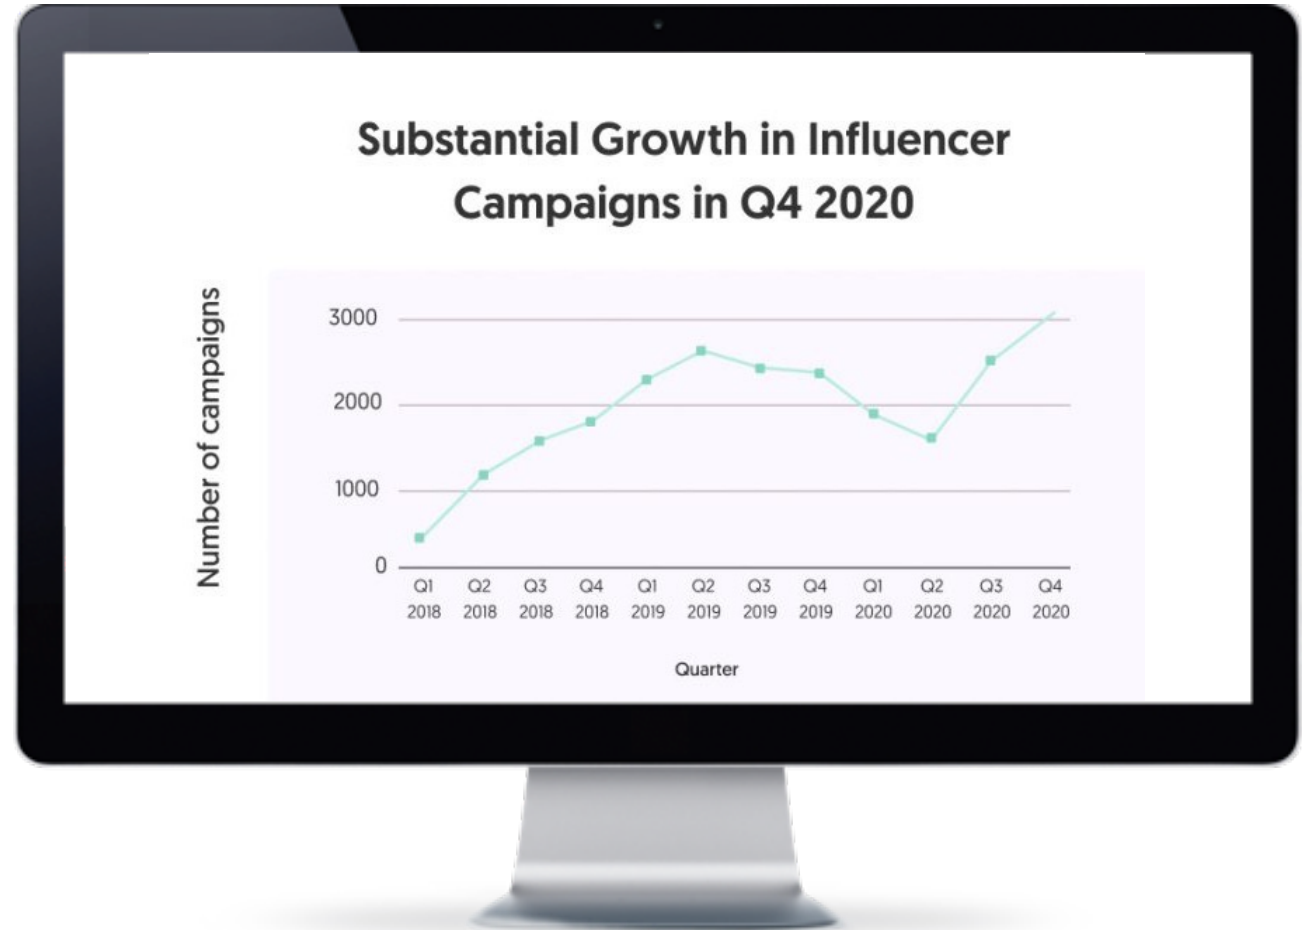 Substantial Growth in Influencer
Campaigns in Q4 2020
Number of campaigns
3000
2000
1000
0
Q1 Q2 Q3 Q4 Q1 Q2 Q3 Q4 Q1 Q2 Q3 Q4
2018 2018 2018 2018 2019 2019 2019 2019 2020 2020 2020 2020
Quarter